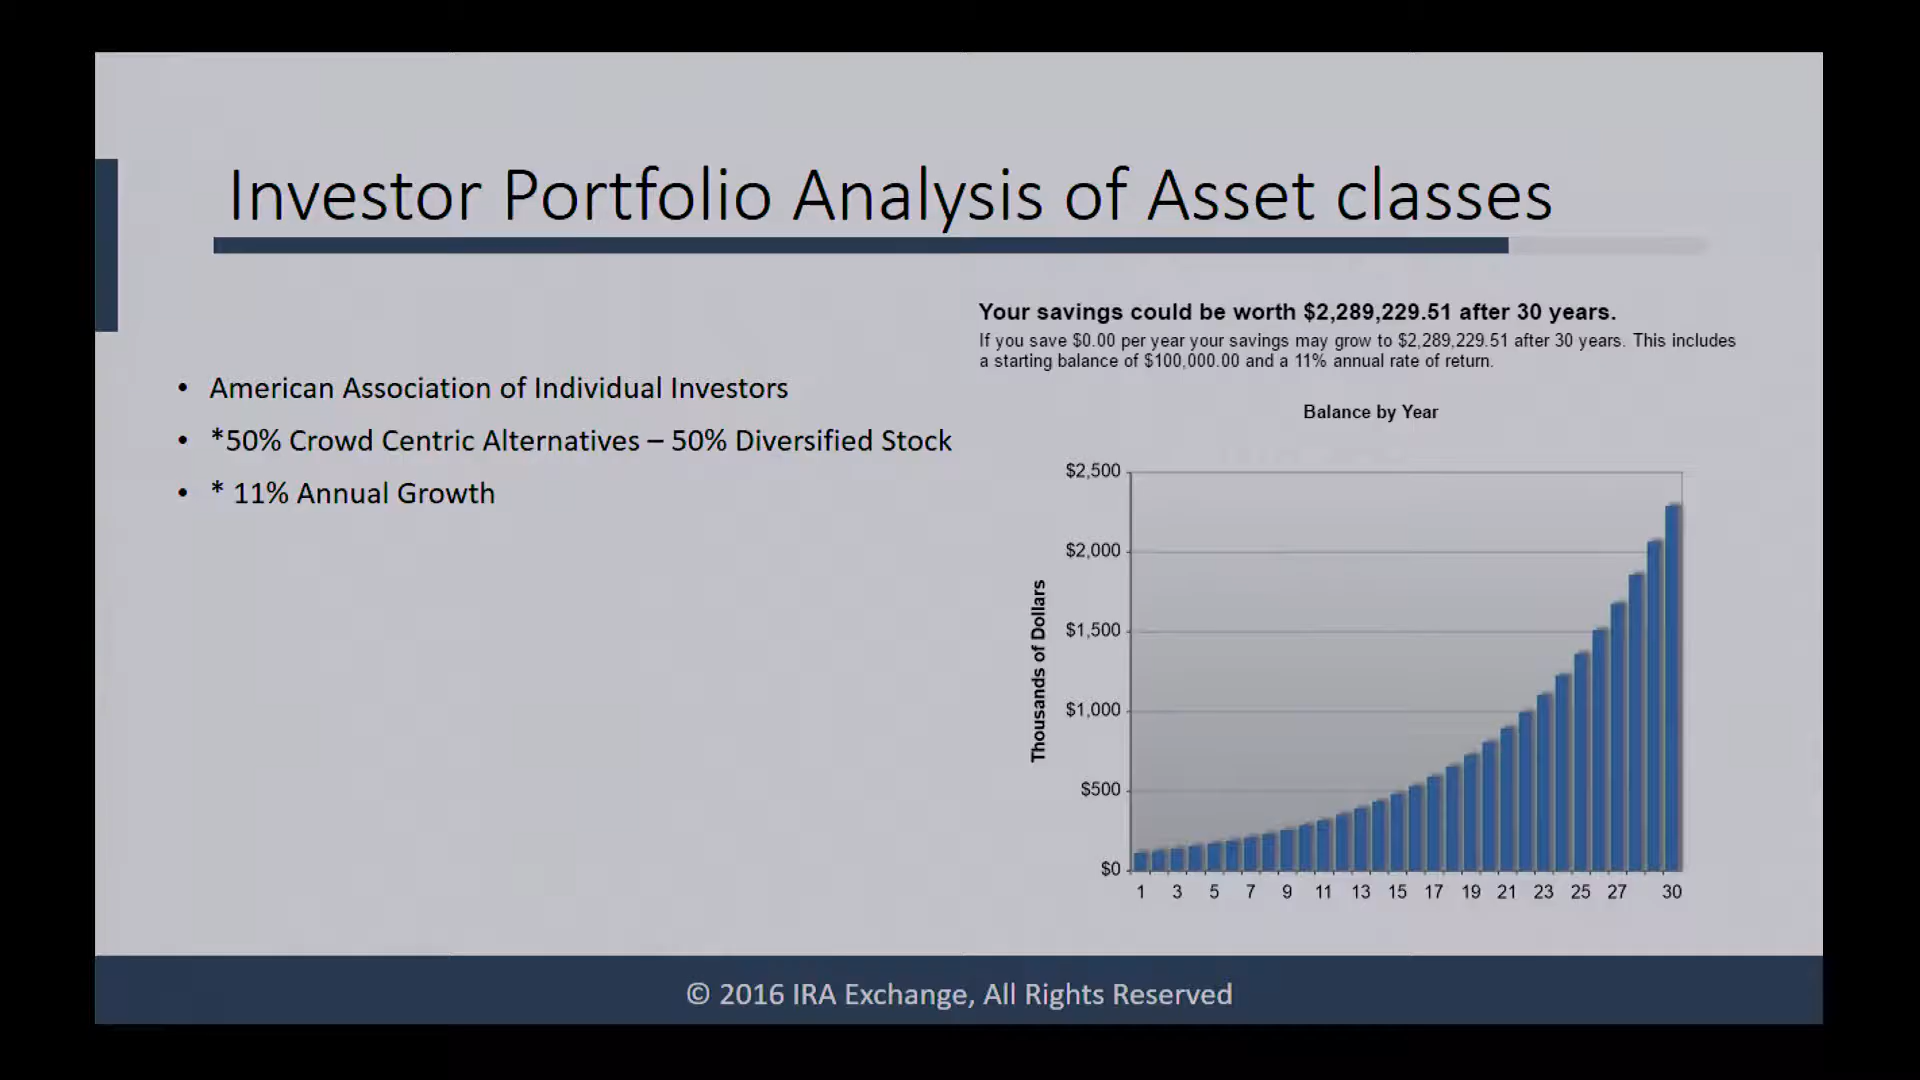 Investor Portfolio Analysis of Asset classes
• American Association of Individual Investors
• *50% Crowd Centric Alternatives – 50% Diversified Stock
• * 11% Annual Growth
Your savings could be worth $2,289,229.51 after 30 years.
If you save $0.00 per year your savings may grow to $2,289,229.51 after 30 years. This includes
a starting balance of $100,000.00 and a 11% annual rate of return.
Balance by Year
Thousands of Dollars
$2,500
$2,000
$1,500
$1,000
$500
$0
1 3 5 7 9 11 13 15 17 19 21 23 25 27 30
© 2016 IRA Exchange, All Rights Reserved